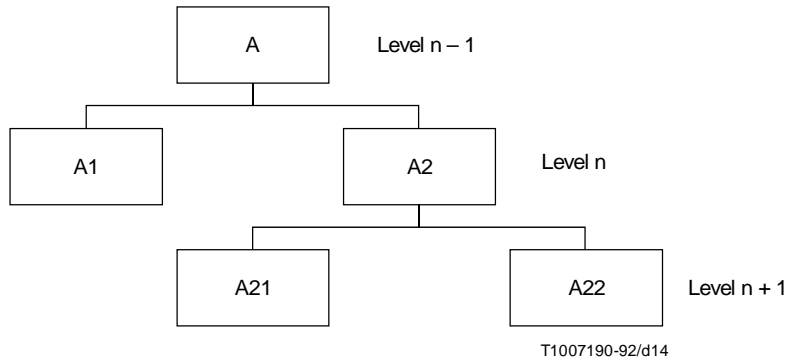 A
Level n – 1
A1
A2
Level n
A21
A22
Level n + 1
T1007190-92/d14